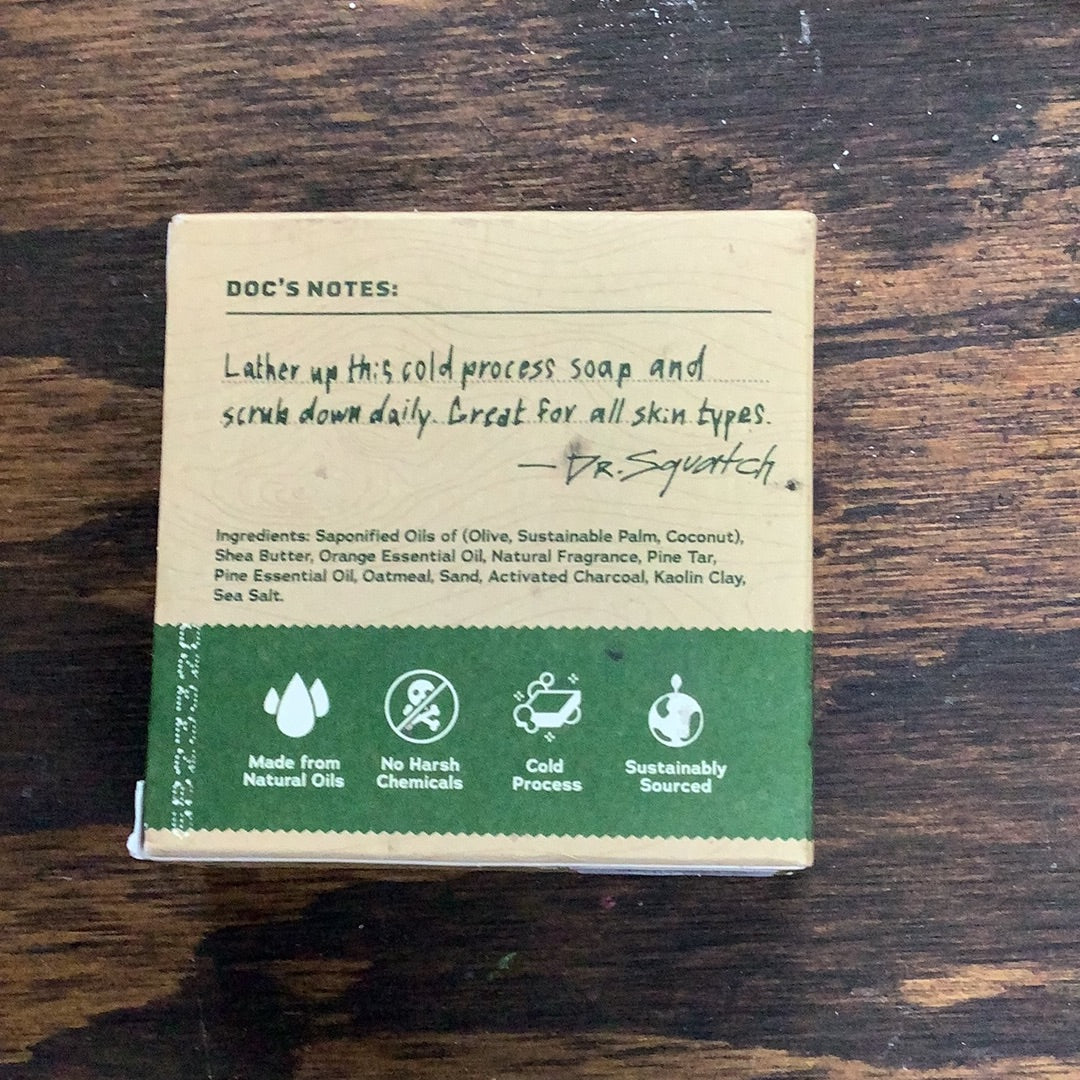 DOC'S NOTES:
Lather up this cold process soap and
scrub down daily. Great for all skin types.
— DR. Squatch
Ingredients: Saponified Oils of (Olive, Sustainable Palm, Coconut),
Shea Butter, Orange Essential Oil, Natural Fragrance, Pine Tar,
Pine Essential Oil, Oatmeal, Sand, Activated Charcoal, Kaolin Clay,
Sea Salt.
Made from
Natural Oils
No Harsh
Chemicals
Cold
Process
Sustainably
Sourced